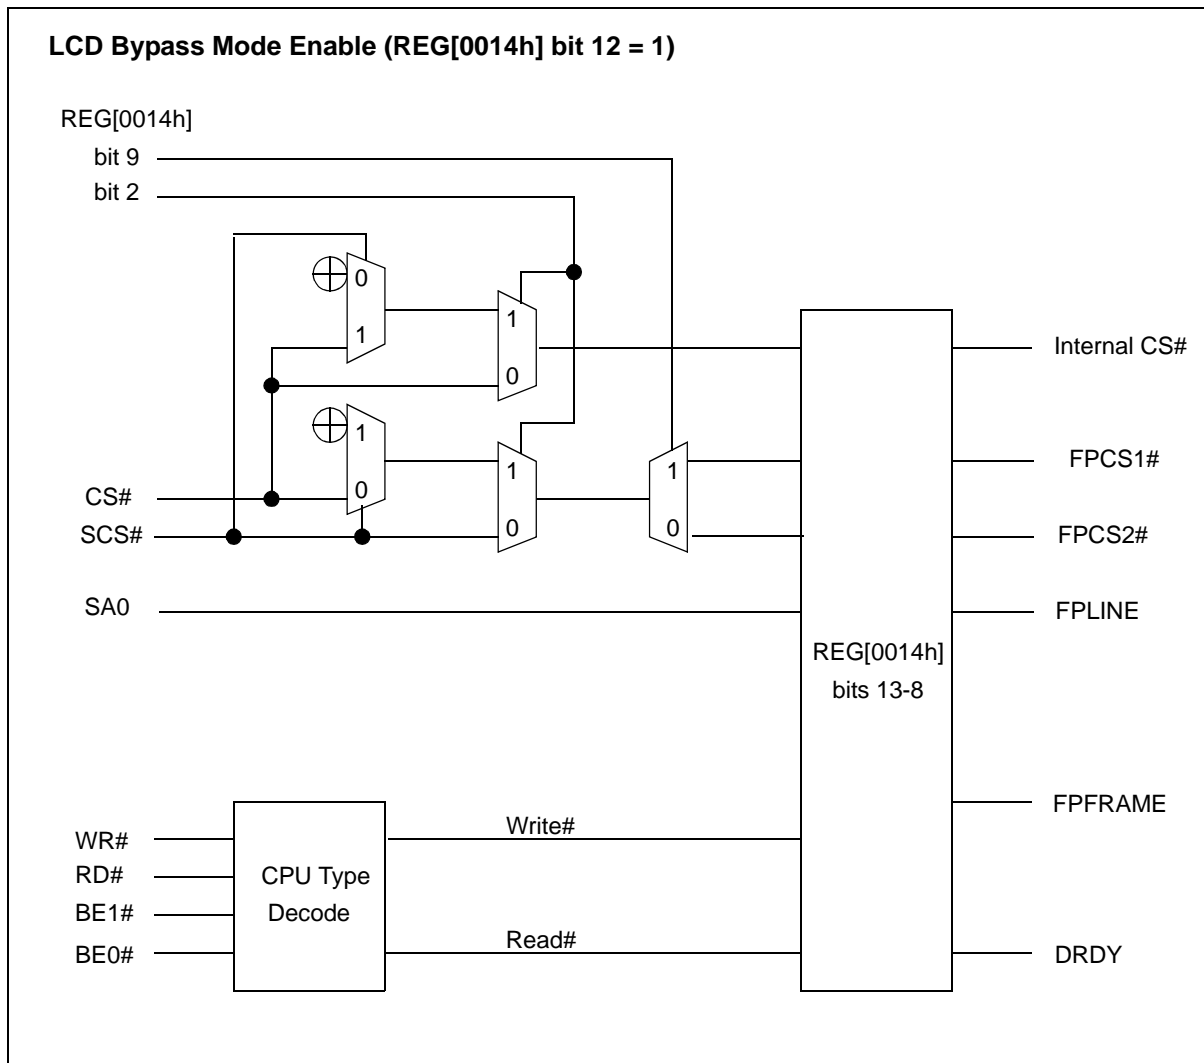 LCD Bypass Mode Enable (REG[0014h] bit 12 = 1)
REG[0014h]
bit 9
bit 2
0
1
1
0
1
0
1
0
1
0
CS#
SCS#
SA0
WR#
RD#
BE1#
BE0#
CPU Type
Decode
Write#
Read#
REG[0014h]
bits 13-8
Internal CS#
FPCS1#
FPCS2#
FPLINE
FPFRAME
DRDY